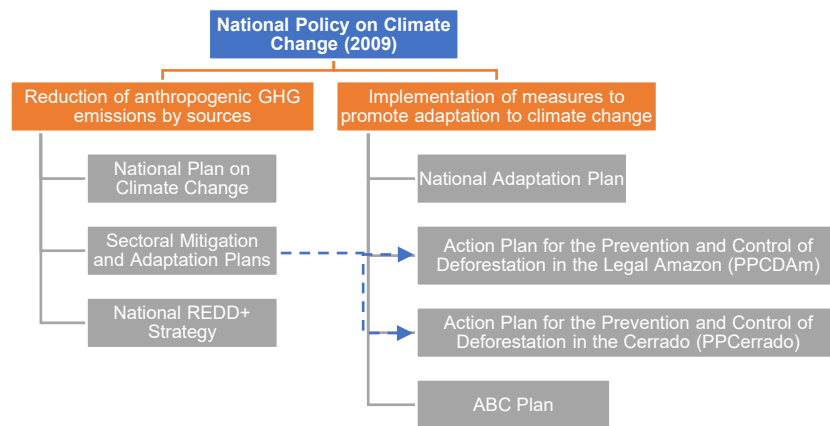 National Policy on Climate
Change (2009)
Reduction of anthropogenic GHG
emissions by sources
Implementation of measures to
promote adaptation to climate change
National Plan on
Climate Change
National Adaptation Plan
Sectoral Mitigation
and Adaptation Plans
Action Plan for the Prevention and Control of
Deforestation in the Legal Amazon (PPCDAm)
National REDD+
Strategy
Action Plan for the Prevention and Control of
Deforestation in the Cerrado (PPCerrado)
ABC Plan